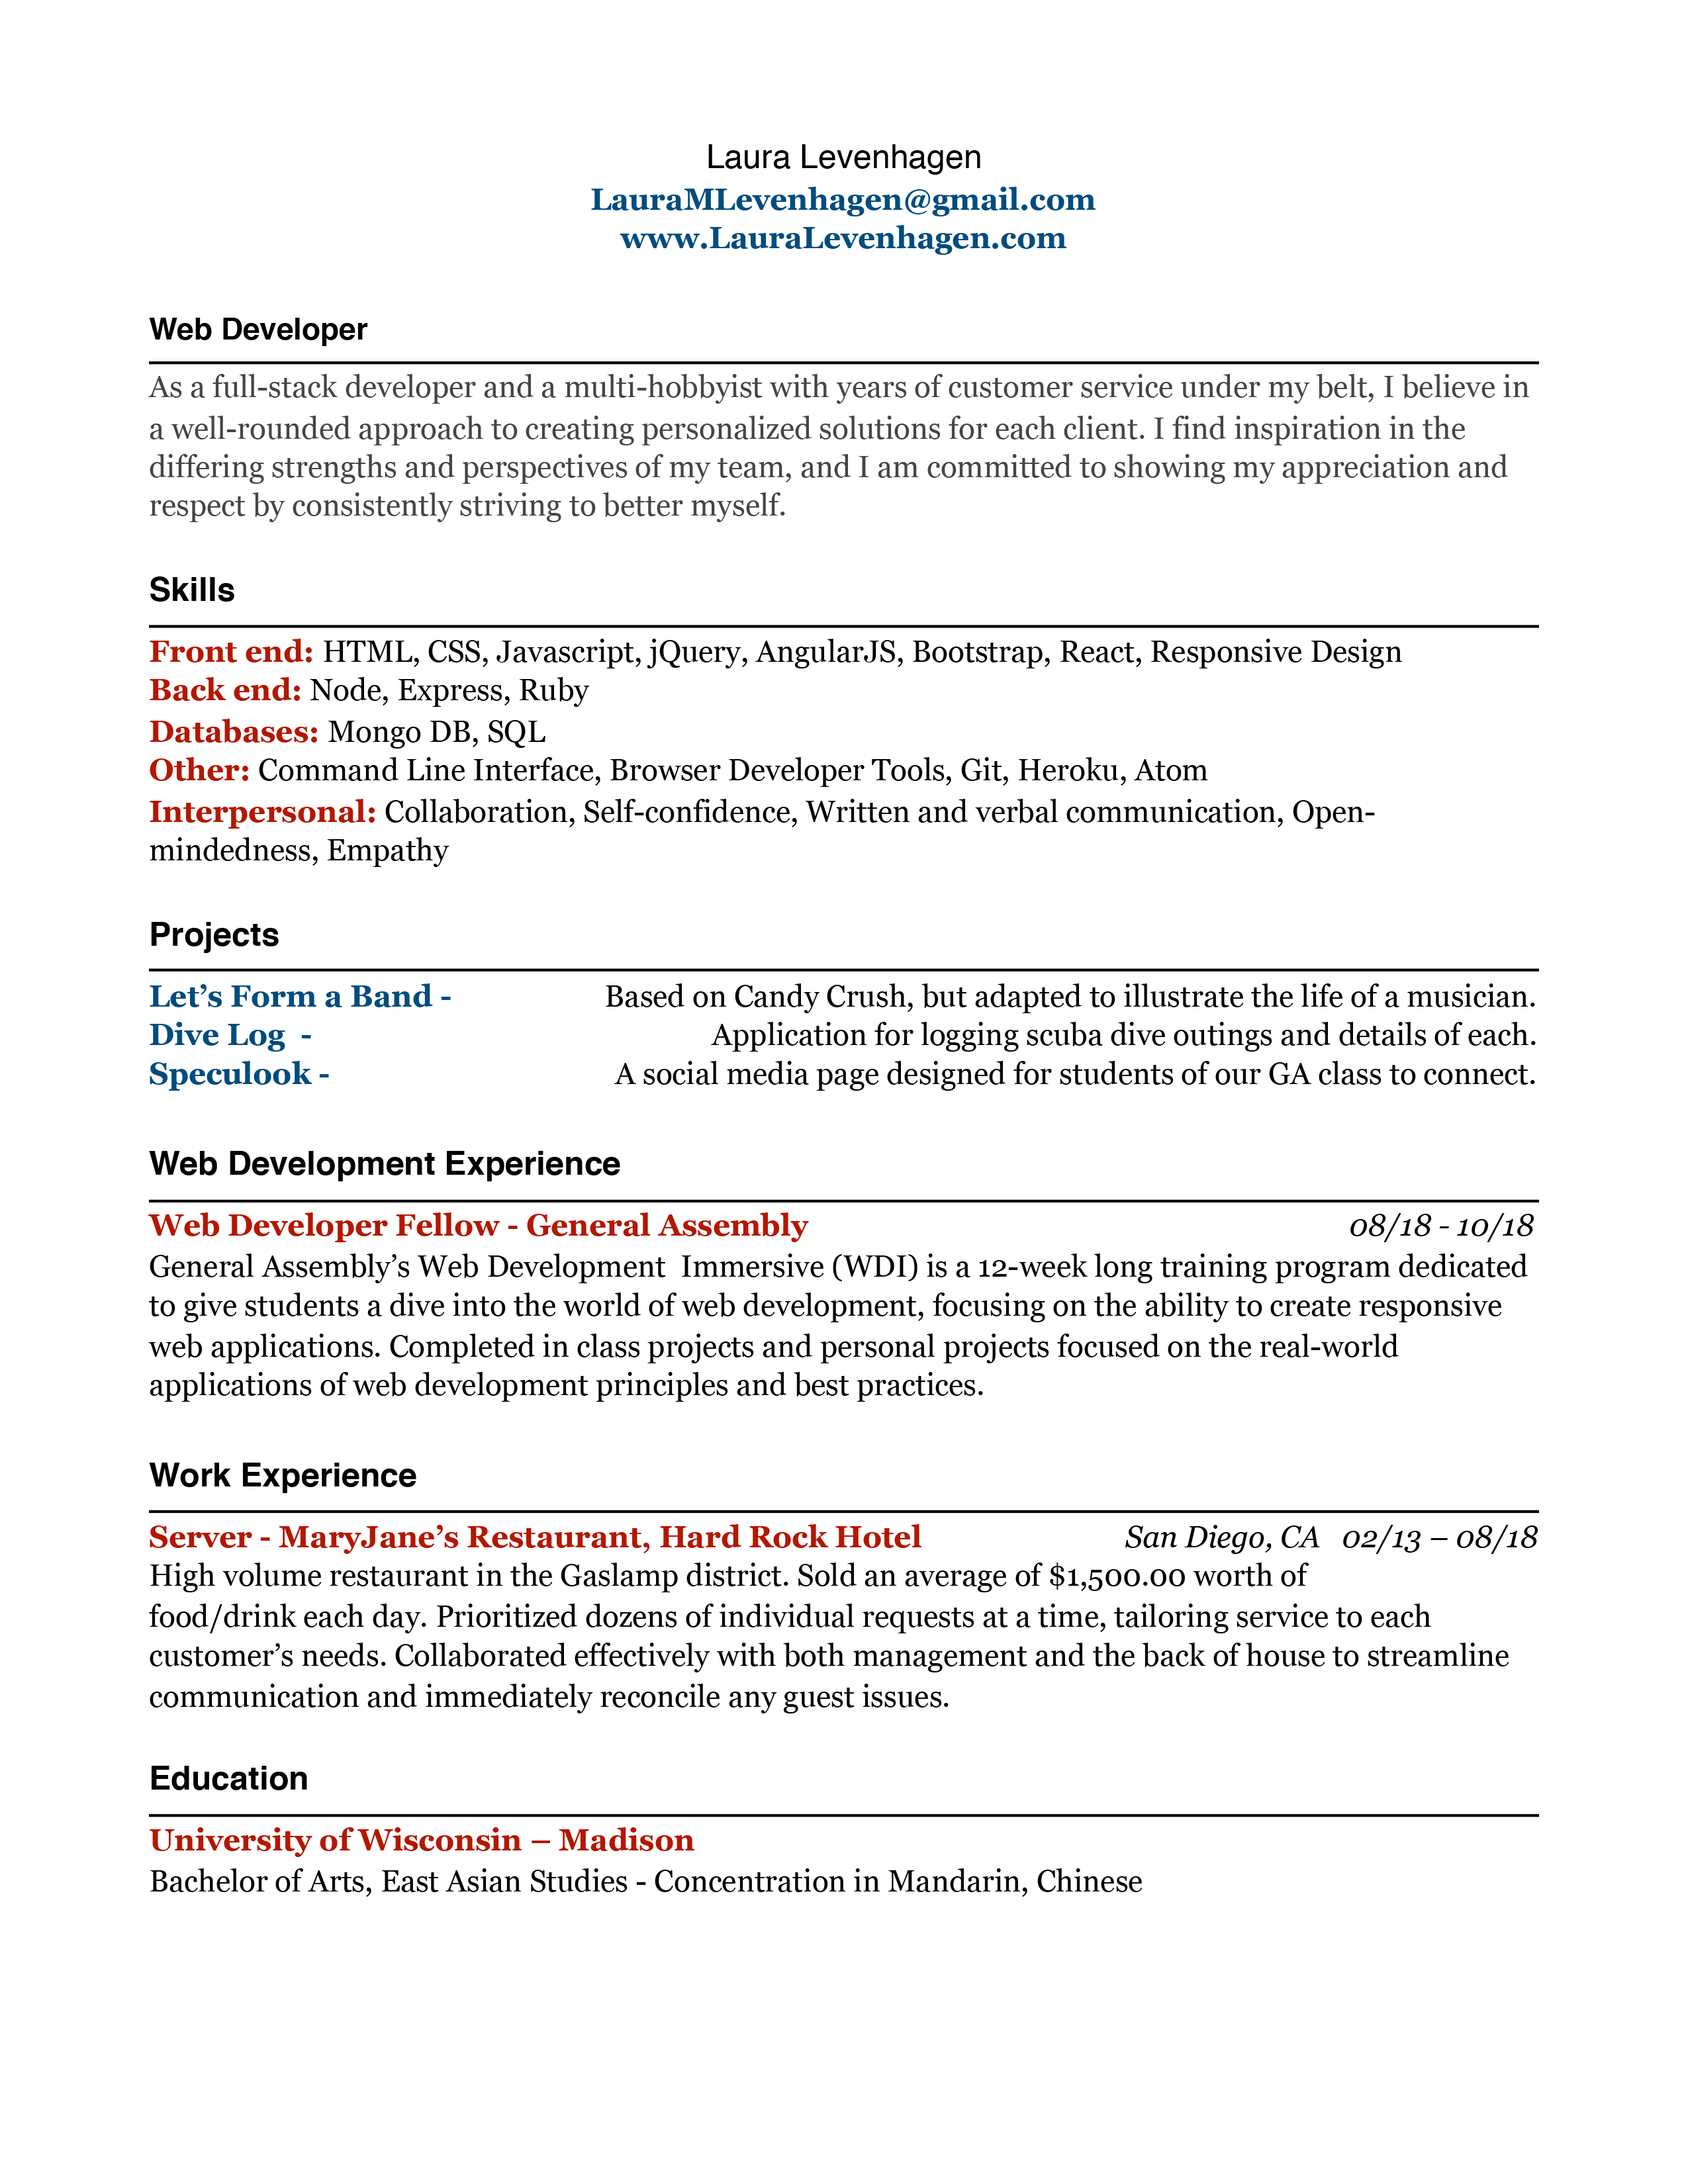 Laura Levenhagen
LauraMLevenhagen@gmail.com
www.LauraLevenhagen.com
Web Developer
As a full-stack developer and a multi-hobbyist with years of customer service under my belt, I believe in
a well-rounded approach to creating personalized solutions for each client. I find inspiration in the
differing strengths and perspectives of my team, and I am committed to showing my appreciation and
respect by consistently striving to better myself.
Skills
Front end: HTML, CSS, Javascript, jQuery, AngularJS, Bootstrap, React, Responsive Design
Back end: Node, Express, Ruby
Databases: Mongo DB, SQL
Other: Command Line Interface, Browser Developer Tools, Git, Heroku, Atom
Interpersonal: Collaboration, Self-confidence, Written and verbal communication, Open-
mindedness, Empathy
Projects
Let’s Form a Band - Based on Candy Crush, but adapted to illustrate the life of a musician.
Dive Log - Application for logging scuba dive outings and details of each.
Speculook - A social media page designed for students of our GA class to connect.
Web Development Experience
Web Developer Fellow - General Assembly 08/18 - 10/18
General Assembly’s Web Development Immersive (WDI) is a 12-week long training program dedicated
to give students a dive into the world of web development, focusing on the ability to create responsive
web applications. Completed in class projects and personal projects focused on the real-world
applications of web development principles and best practices.
Work Experience
Server - MaryJane’s Restaurant, Hard Rock Hotel San Diego, CA 02/13 – 08/18
High volume restaurant in the Gaslamp district. Sold an average of $1,500.00 worth of
food/drink each day. Prioritized dozens of individual requests at a time, tailoring service to each
customer’s needs. Collaborated effectively with both management and the back of house to streamline
communication and immediately reconcile any guest issues.
Education
University of Wisconsin – Madison
Bachelor of Arts, East Asian Studies - Concentration in Mandarin, Chinese